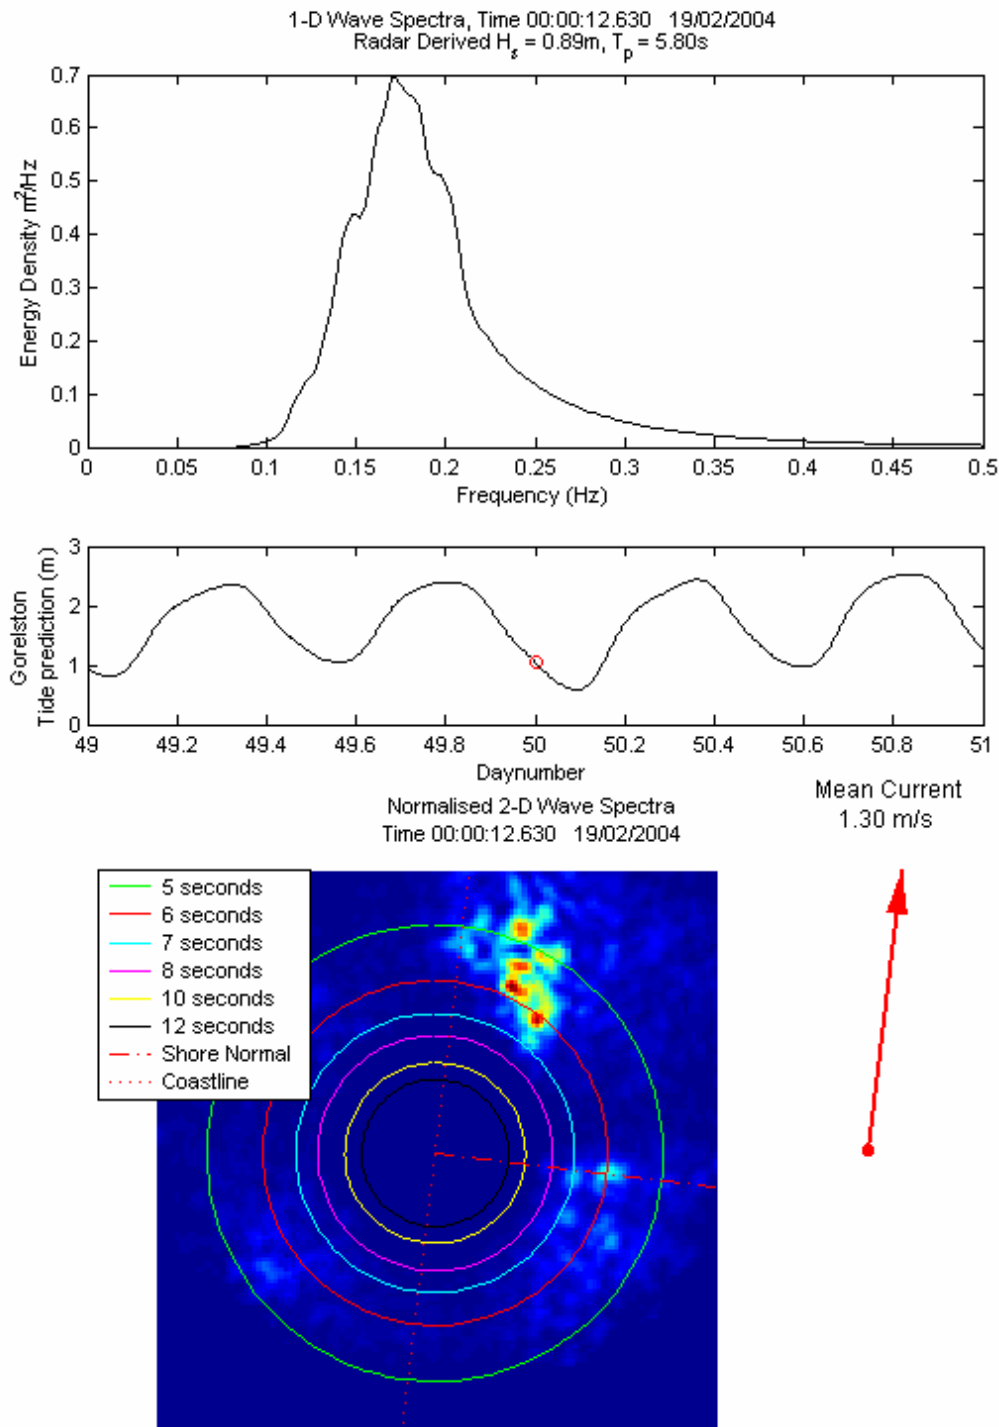 1-D Wave Spectra, Time 00:00:12.630 19/02/2004
Radar Derived Hs = 0.89m, Tp = 5.80s
0.7
0.6
0.5
0.4
0.3
0.2
0.1
0
Energy Density m²/Hz
0 0.05 0.1 0.15 0.2 0.25 0.3 0.35 0.4 0.45 0.5
Frequency (Hz)
3
2
1
0
Gorelston
Tide prediction (m)
49 49.2 49.4 49.6 49.8 50 50.2 50.4 50.6 50.8 51
Daynumber
Normalised 2-D Wave Spectra
Time 00:00:12.630 19/02/2004
Mean Current
1.30 m/s
5 seconds
6 seconds
7 seconds
8 seconds
10 seconds
12 seconds
Shore Normal
Coastline